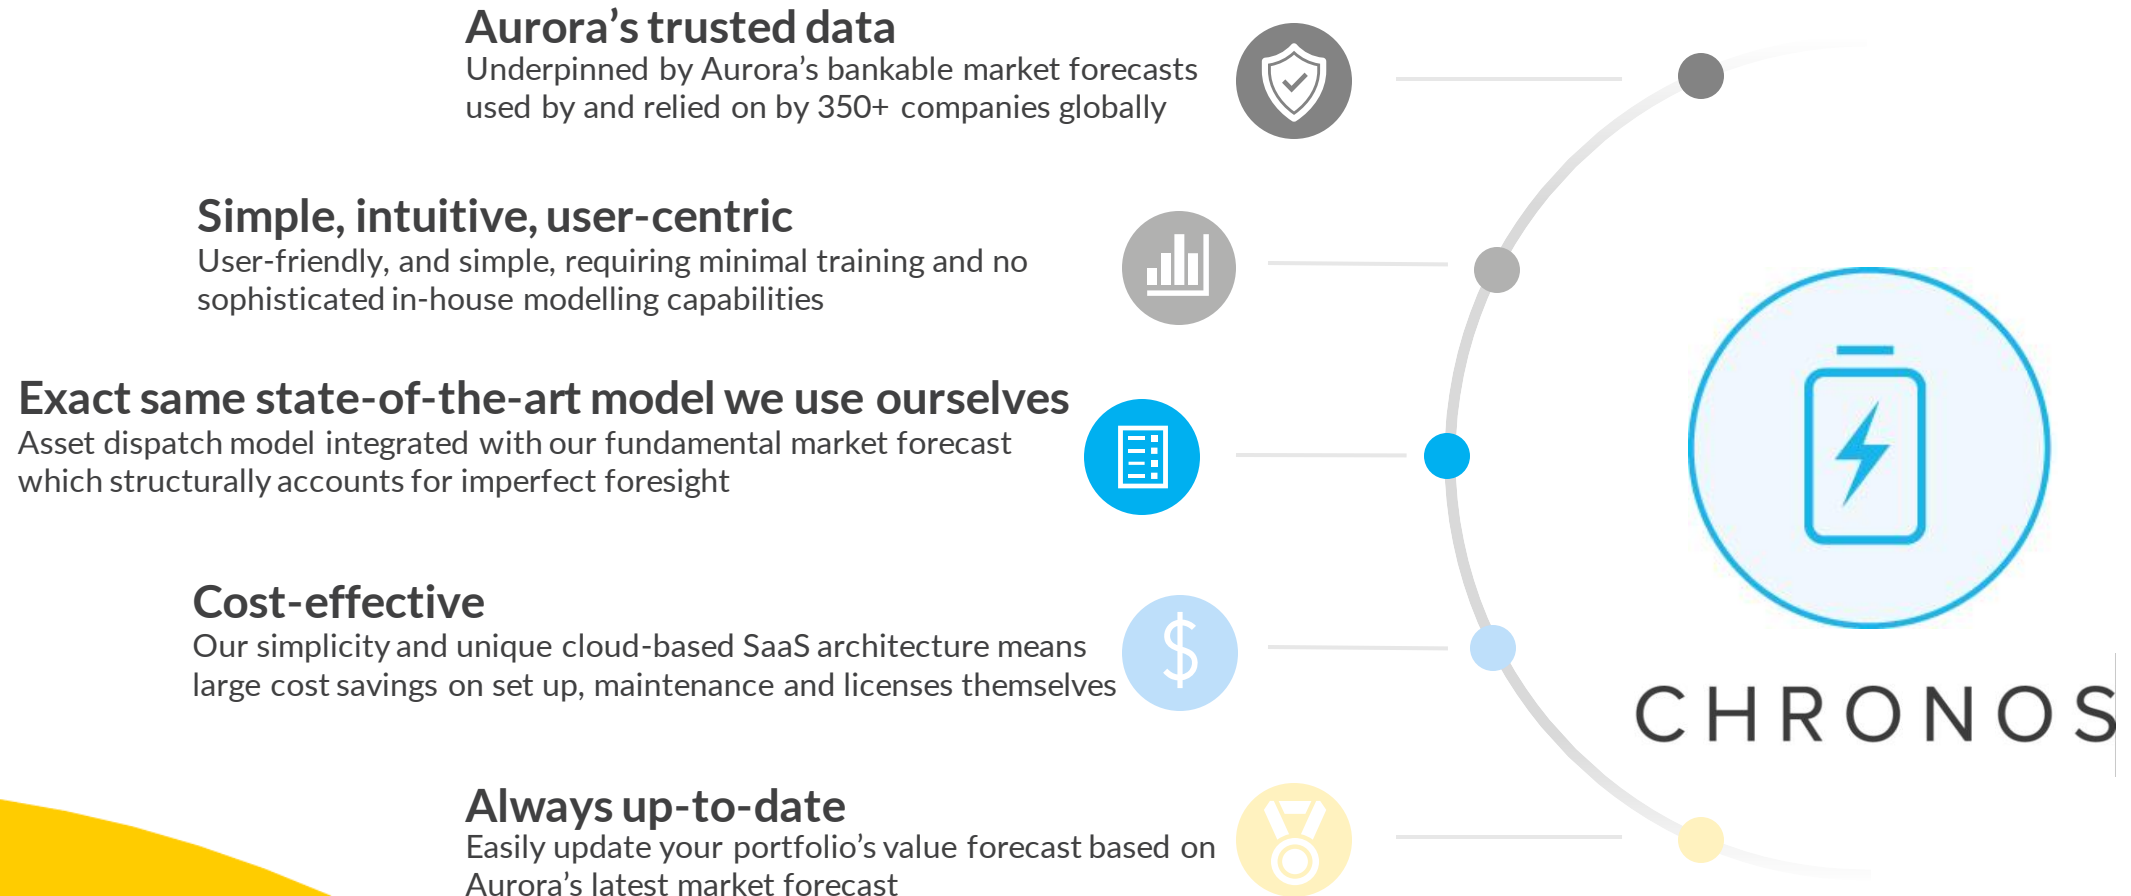 Aurora's trusted data
Underpinned by Aurora's bankable market forecasts
used by and relied on by 350+ companies globally
Simple, intuitive, user-centric
User-friendly, and simple, requiring minimal training and no
sophisticated in-house modelling capabilities
Exact same state-of-the-art model we use ourselves
Asset dispatch model integrated with our fundamental market forecast
which structurally accounts for imperfect foresight
Cost-effective
Our simplicity and unique cloud-based SaaS architecture means
large cost savings on set up, maintenance and licenses themselves
Always up-to-date
Easily update your portfolio's value forecast based on
Aurora's latest market forecast
CHRONOS